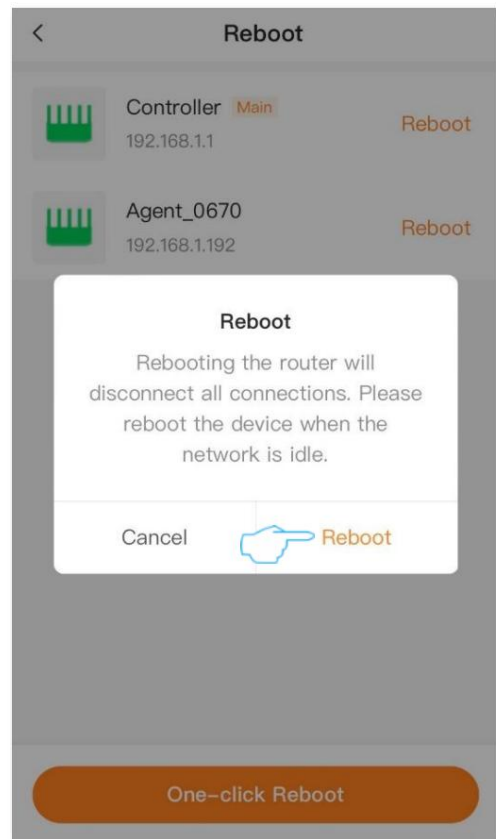 Reboot
Controller Main
192.168.1.1
Reboot
Agent_0670
192.168.1.192
Reboot
Reboot
Rebooting the router will
disconnect all connections. Please
reboot the device when the
network is idle.
Cancel
Reboot
One-click Reboot